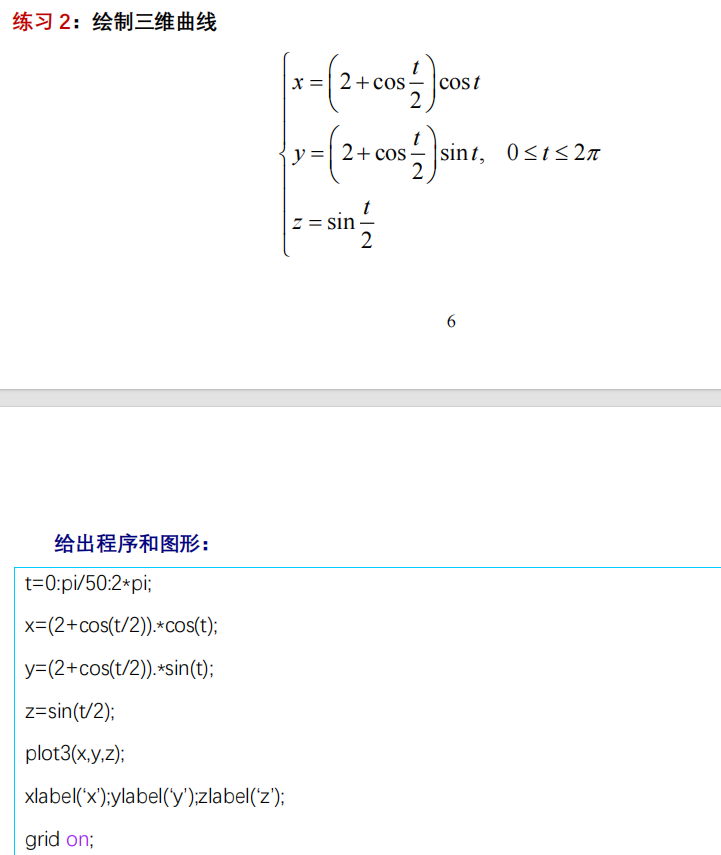 练习 2：绘制三维曲线
x = (2 + cos t/2) cos t
y = (2 + cos t/2) sin t, 0 ≤ t ≤ 2π
z = sin t/2
6
给出程序和图形：
t=0:pi/50:2*pi;
x=(2+cos(t/2)).*cos(t);
y=(2+cos(t/2)).*sin(t);
z=sin(t/2);
plot3(x,y,z);
xlabel(‘x’);ylabel(‘y’);zlabel(‘z’);
grid on;